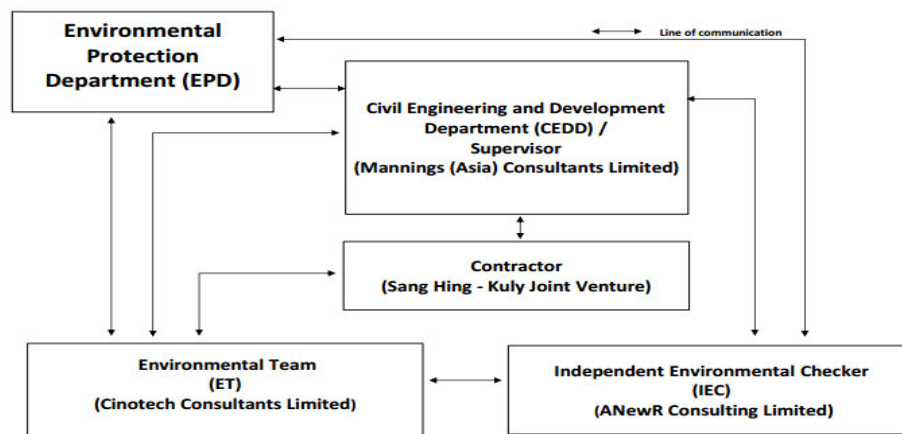 Environmental
Protection
Department (EPD)
Line of communication
Civil Engineering and Development
Department (CEDD) /
Supervisor
(Mannings (Asia) Consultants Limited)
Contractor
(Sang Hing - Kuly Joint Venture)
Environmental Team
(ET)
(Cinotech Consultants Limited)
Independent Environmental Checker
(IEC)
(ANewR Consulting Limited)